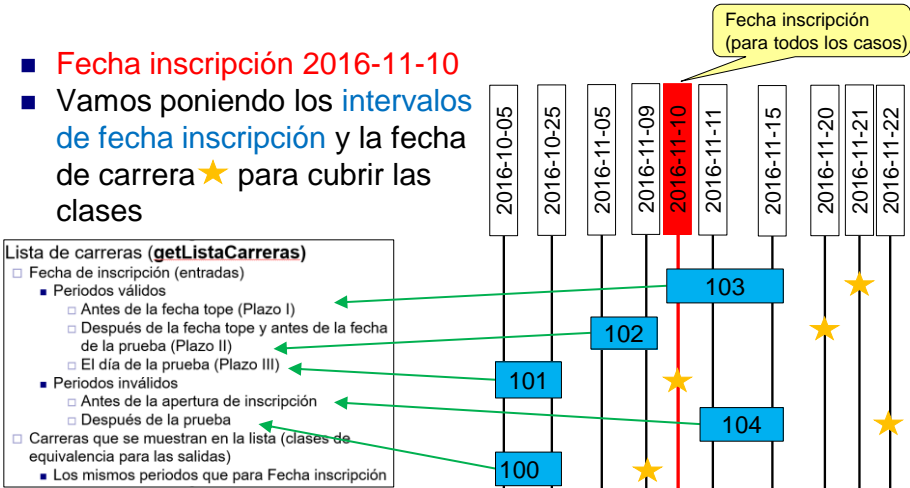 Fecha inscripción
(para todos los casos)
Fecha inscripción 2016-11-10
Vamos poniendo los intervalos
de fecha inscripción y la fecha
de carrera para cubrir las
clases
2016-10-05
2016-10-25
2016-11-05
2016-11-09
2016-11-10
2016-11-11
2016-11-15
2016-11-20
2016-11-21
2016-11-22
Lista de carreras (getListaCarreras)
Fecha de inscripción (entradas)
Periodos válidos
Antes de la fecha tope (Plazo I)
Después de la fecha tope y antes de la fecha
de la prueba (Plazo II)
El día de la prueba (Plazo III)
Periodos inválidos
Antes de la apertura de inscripción
Después de la prueba
Carreras que se muestran en la lista (clases de
equivalencia para las salidas)
Los mismos periodos que para Fecha inscripción
103
102
101
104
100